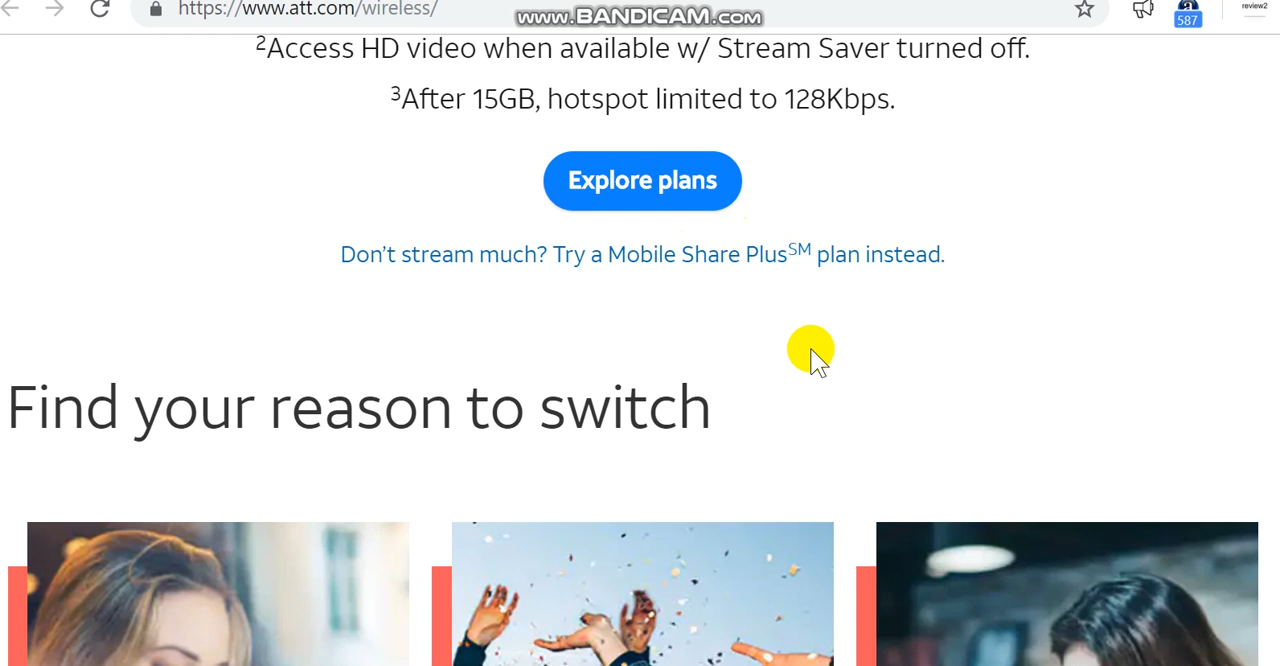 https://www.att.com/wireless/
www.BANDICAM.com
a
587
review2
²Access HD video when available w/ Stream Saver turned off.
³After 15GB, hotspot limited to 128Kbps.
Explore plans
Don’t stream much? Try a Mobile Share Plus℠ plan instead.
Find your reason to switch